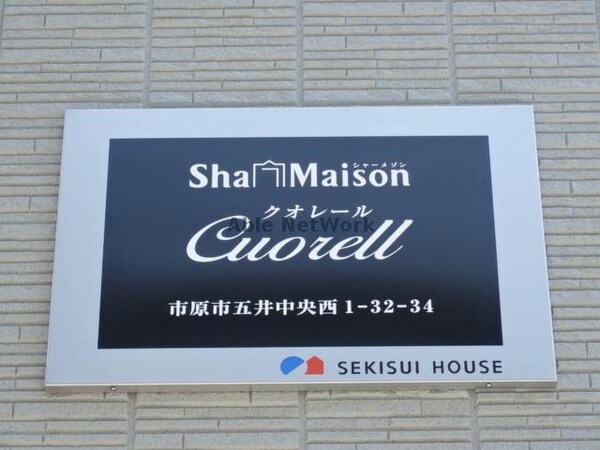 シャーメゾン
Sha Maison
クオレール
Able NetWork
Cuorell
市原市五井中央西1-32-34
SEKISUI HOUSE